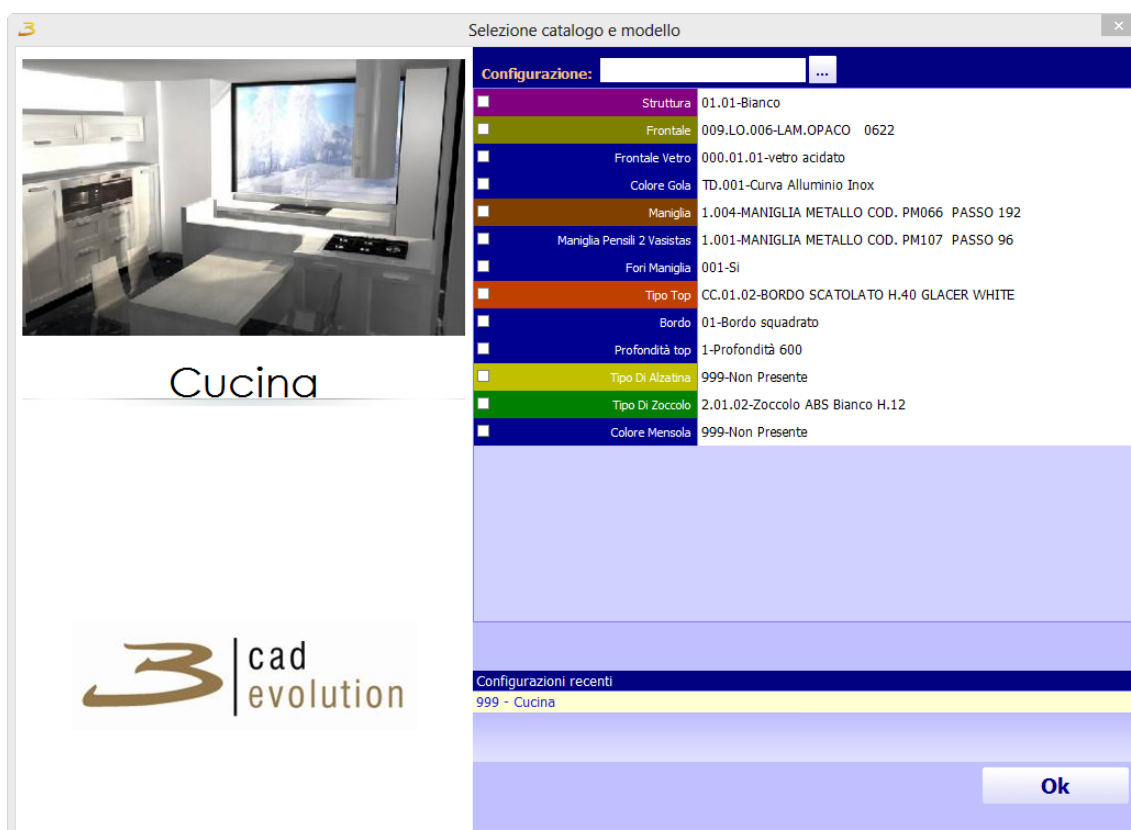 Selezione catalogo e modello
Configurazione:
...
Struttura 01.01-Bianco
Frontale 009.LO.006-LAM.OPACO 0622
Frontale Vetro 000.01.01-vetro acidato
Colore Gola TD.001-Curva Alluminio Inox
Maniglia 1.004-MANIGLIA METALLO COD. PM066 PASSO 192
Maniglia Pensili 2 Vasistas 1.001-MANIGLIA METALLO COD. PM107 PASSO 96
Fori Maniglia 001-Si
Tipo Top CC.01.02-BORDO SCATOLATO H.40 GLACER WHITE
Bordo 01-Bordo squadrato
Profondità top 1-Profondità 600
Tipo Di Alzatina 999-Non Presente
Tipo Di Zoccolo 2.01.02-Zoccolo ABS Bianco H.12
Colore Mensola 999-Non Presente
Cucina
3 cad
evolution
Configurazioni recenti
999 - Cucina
Ok